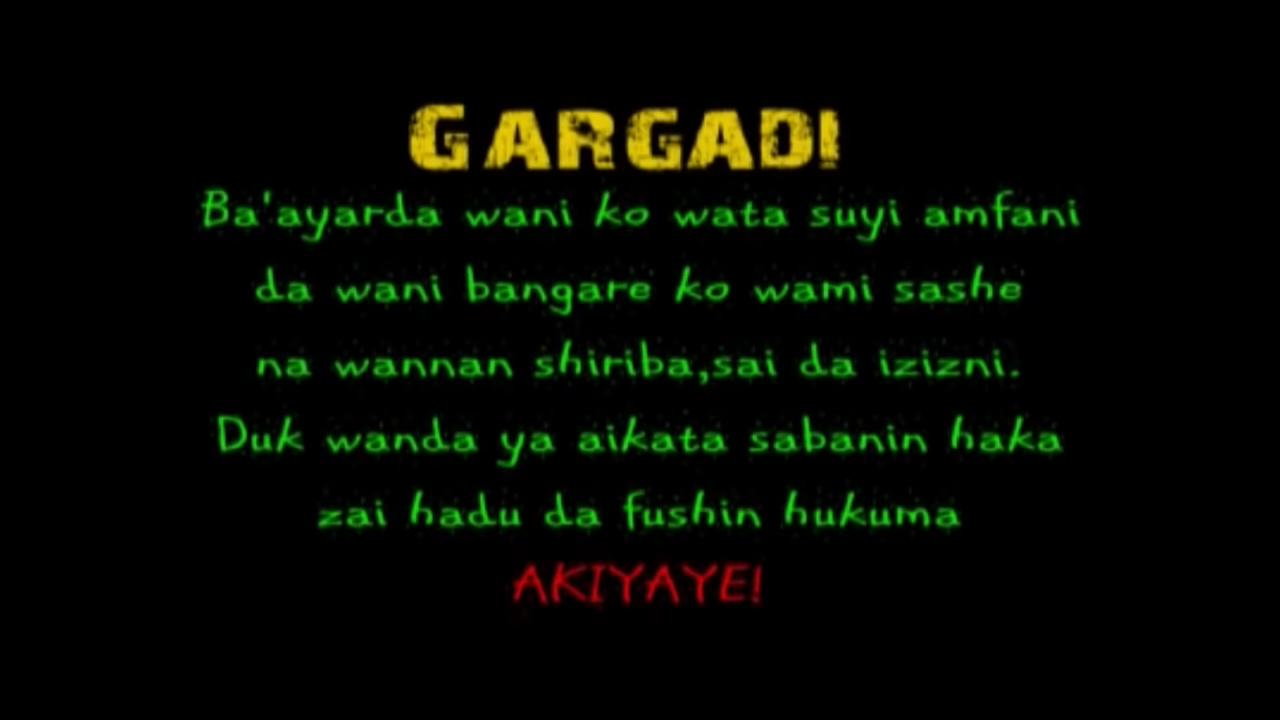 GARGADI
Ba'ayarda wani ko wata suyi amfani
da wani bangare ko wami sashe
na wannan shiriba,sai da izizni.
Duk wanda ya aikata sabanin haka
zai hadu da fushin hukuma
AKIYAYE!